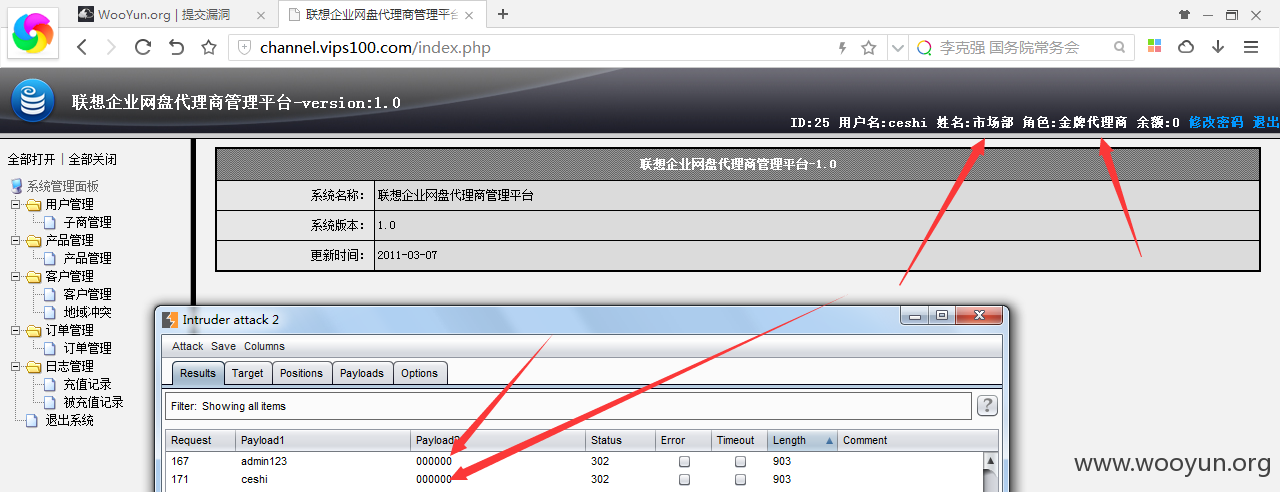 WooYun.org | 提交漏洞
联想企业网盘代理商管理平台
channel.vips100.com/index.php
李克强 国务院常务会
联想企业网盘代理商管理平台-version:1.0
ID:25 用户名:ceshi 姓名:市场部 角色:金牌代理商 余额:0 修改密码 退出
全部打开 | 全部关闭
系统管理面板
用户管理
子商管理
产品管理
产品管理
客户管理
客户管理
地域冲突
订单管理
订单管理
日志管理
充值记录
被充值记录
退出系统
联想企业网盘代理商管理平台-1.0
系统名称: 联想企业网盘代理商管理平台
系统版本: 1.0
更新时间: 2011-03-07
Intruder attack 2
Attack Save Columns
Results Target Positions Payloads Options
Filter: Showing all items ?
Request Payload1 Status Error Timeout Length Comment
167 admin123 000000 302 903
171 ceshi 000000 302 903
www.wooyun.org